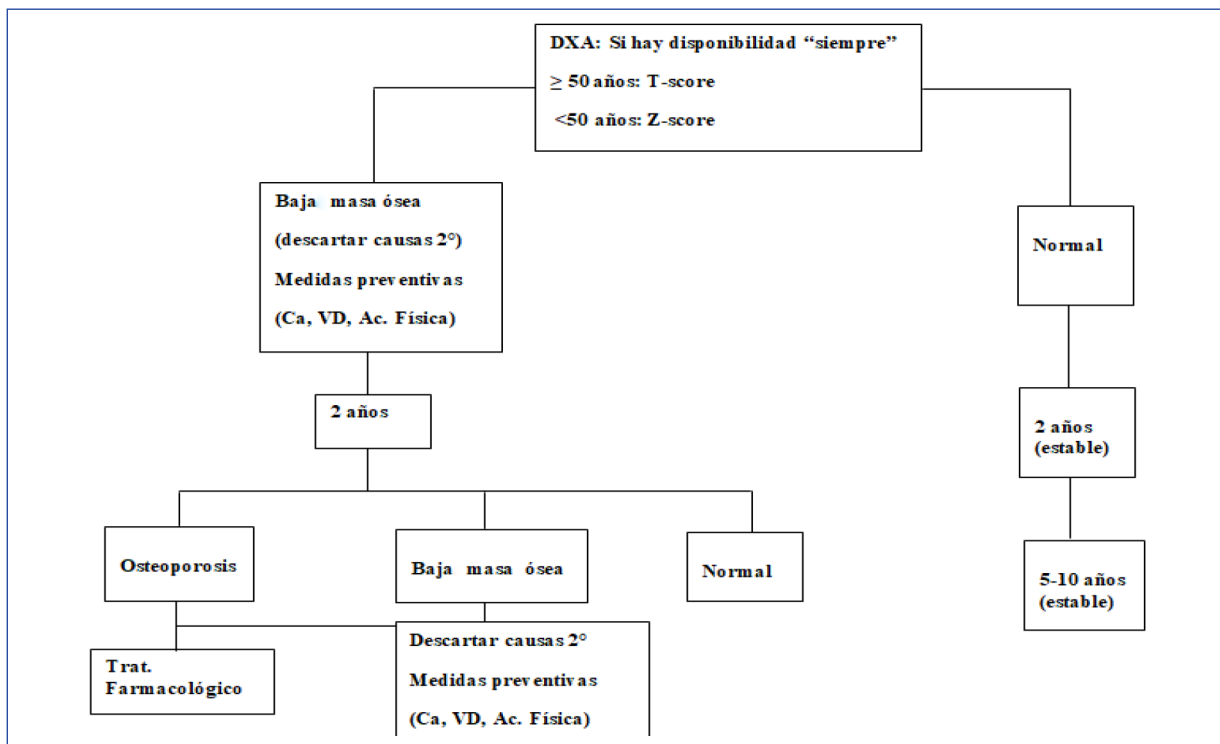 DXA: Si hay disponibilidad “siempre”
≥ 50 años: T-score
<50 años: Z-score
Baja masa ósea
(descartar causas 2°)
Medidas preventivas
(Ca, VD, Ac. Física)
Normal
2 años
2 años
(estable)
Osteoporosis
Baja masa ósea
Normal
5-10 años
(estable)
Trat.
Farmacológico
Descartar causas 2°
Medidas preventivas
(Ca, VD, Ac. Física)